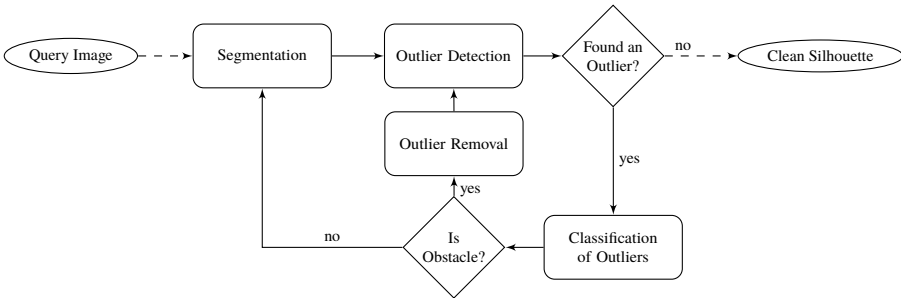 Query Image
Segmentation
Outlier Detection
Found an
Outlier?
no
Clean Silhouette
Outlier Removal
yes
yes
no
Is
Obstacle?
Classification
of Outliers